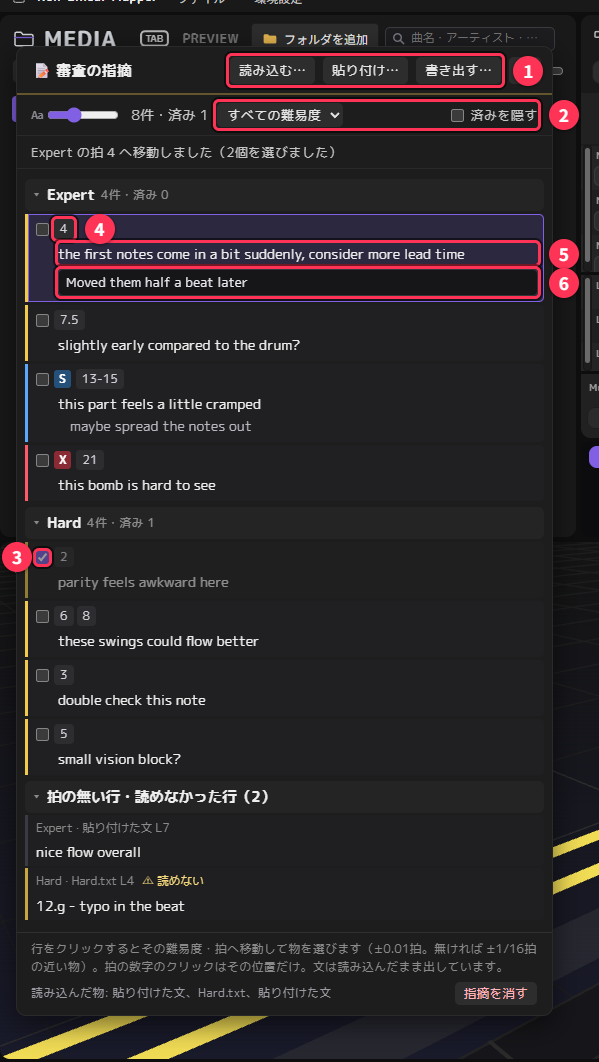 MEDIA TAB PREVIEW フォルダを追加 曲名・アーティスト・…
審査の指摘 読み込む… 貼り付け… 書き出す… 1
Aa 8件・済み 1 すべての難易度 済みを隠す 2
Expert の拍 4 へ移動しました（2個を選びました）
Expert 4件・済み 0
4 4
the first notes come in a bit suddenly, consider more lead time 5
Moved them half a beat later 6
7.5
slightly early compared to the drum?
S 13-15
this part feels a little cramped
maybe spread the notes out
X 21
this bomb is hard to see
Hard 4件・済み 1
3 2
parity feels awkward here
6 8
these swings could flow better
3
double check this note
5
small vision block?
拍の無い行・読めなかった行（2）
Expert · 貼り付けた文 L7
nice flow overall
Hard · Hard.txt L4 ⚠ 読めない
12.g - typo in the beat
行をクリックするとその難易度・拍へ移動して物を選びます（±0.01拍。無ければ ±1/16拍
の近い物）。拍の数字のクリックはその位置だけ。文は読み込んだまま出しています。
読み込んだ物: 貼り付けた文、Hard.txt、貼り付けた文 指摘を消す